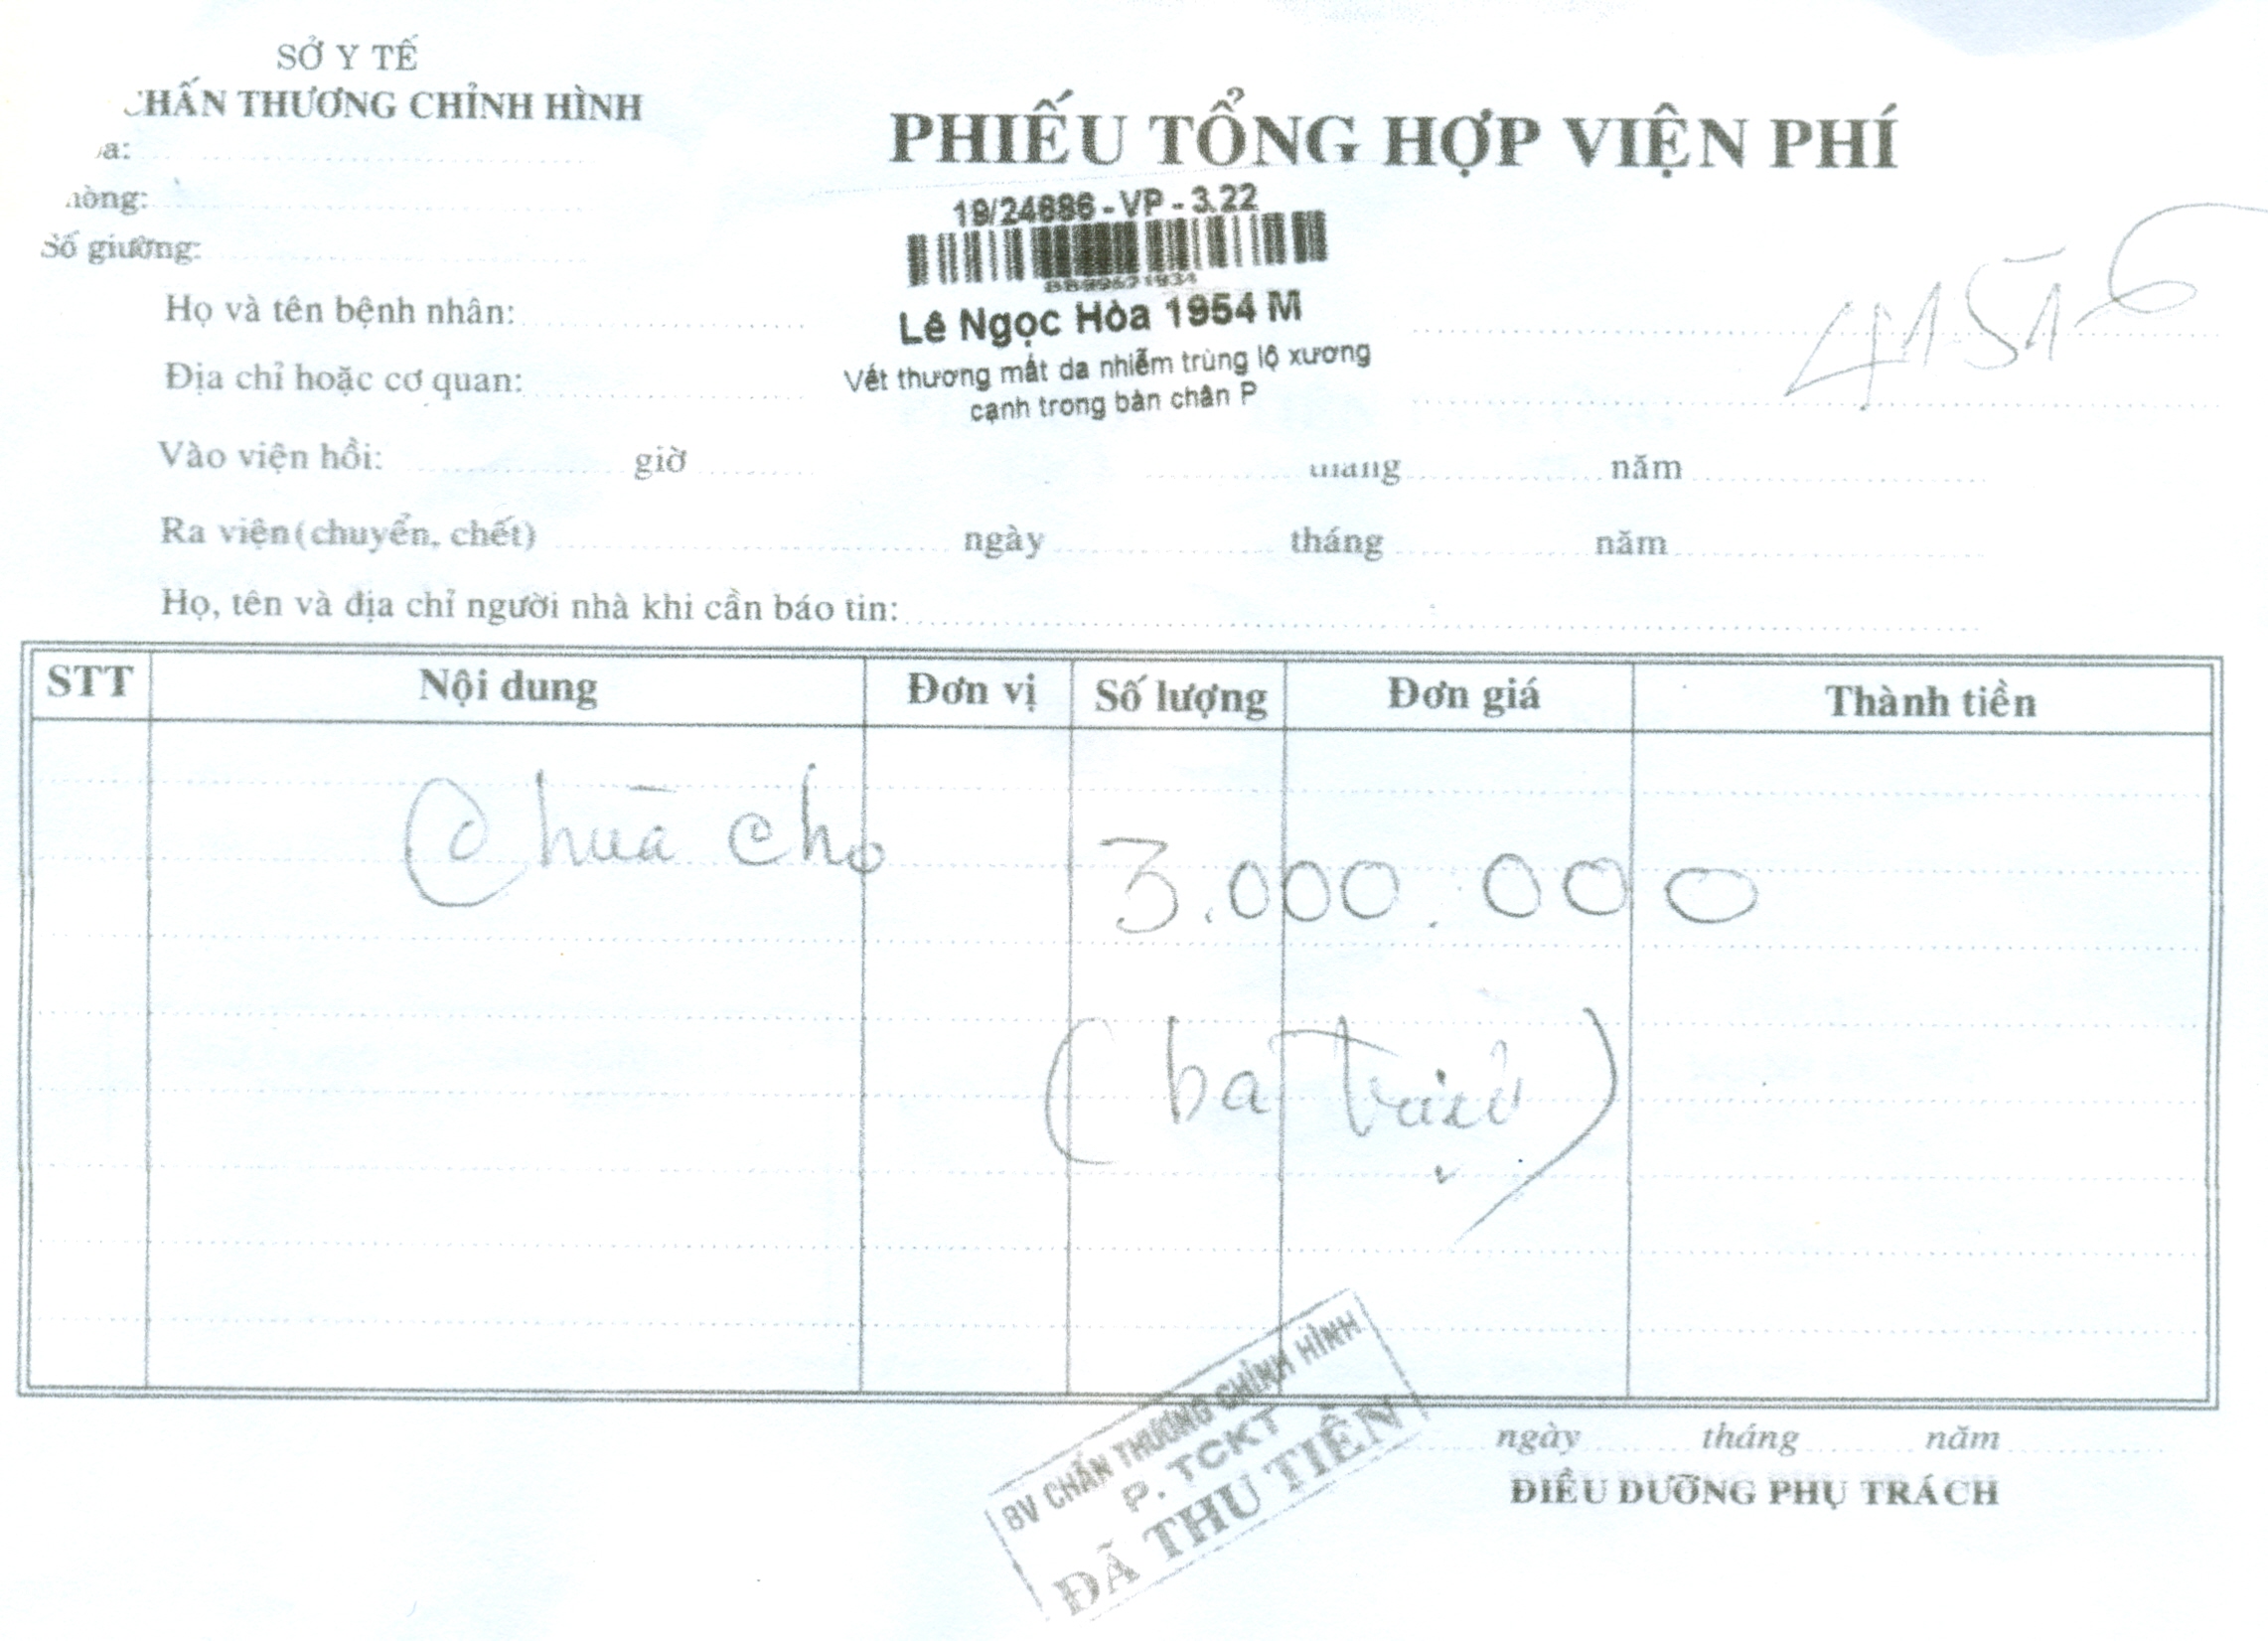 SỞ Y TẾ
CHẤN THƯƠNG CHỈNH HÌNH
PHIẾU TỔNG HỢP VIỆN PHÍ
19/24886 - VP - 3.22
Số giường:
Lê Ngọc Hòa 1954 M
Họ và tên bệnh nhân:
Vết thương mất da nhiễm trùng lộ xương
cạnh trong bàn chân P
Địa chỉ hoặc cơ quan:
Vào viện hồi: giờ tháng năm
Ra viện(chuyển, chết) ngày tháng năm
Họ, tên và địa chỉ người nhà khi cần báo tin:
STT Nội dung Đơn vị Số lượng Đơn giá Thành tiền
Chùa cho 3.000.000
(ba triệu)
BV CHẤN THƯƠNG CHỈNH HÌNH
P. TCKT
ĐÃ THU TIỀN
ngày tháng năm
ĐIỀU DƯỠNG PHỤ TRÁCH